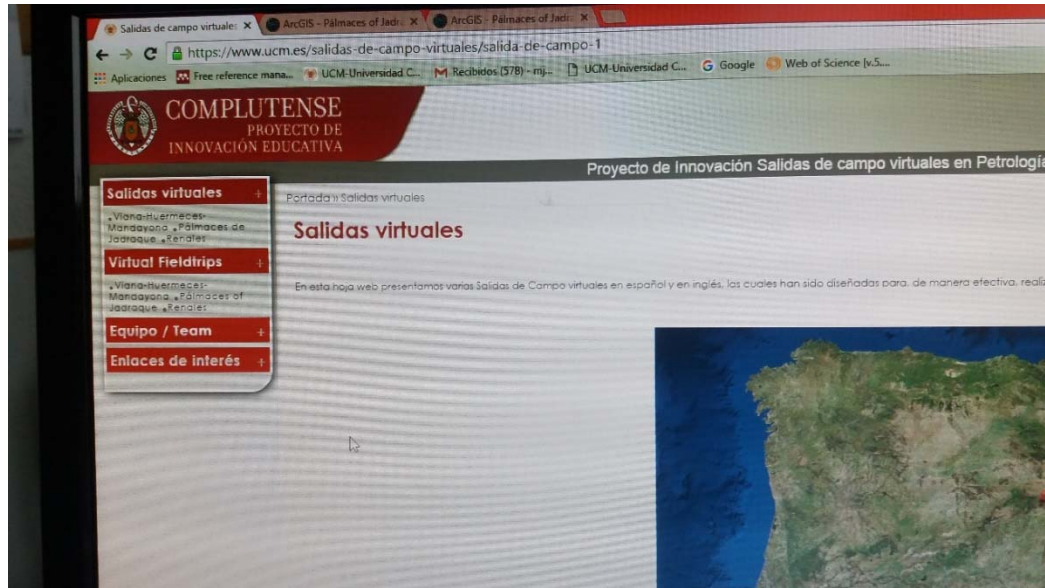 Salidas de campo virtuales
ArcGIS - Pálmaces of Jadr
ArcGIS - Pálmaces of Jadr
https://www.ucm.es/salidas-de-campo-virtuales/salida-de-campo-1
Aplicaciones
Free reference mana...
UCM-Universidad C...
Recibidos (578) - mj...
UCM-Universidad C...
Google
Web of Science [v.5....
COMPLUTENSE
PROYECTO DE
INNOVACIÓN EDUCATIVA
Proyecto de Innovación Salidas de campo virtuales en Petrología
Salidas virtuales +
Viana-Huermeces-
Mandayona Pálmaces de
Jadraque Renales
Virtual Fieldtrips +
Viana-Huermeces-
Mandayona Pálmaces of
Jadraque Renales
Equipo / Team +
Enlaces de interés +
Portada » Salidas virtuales
Salidas virtuales
En esta hoja web presentamos varias Salidas de Campo virtuales en español y en inglés, las cuales han sido diseñadas para, de manera efectiva, realiz